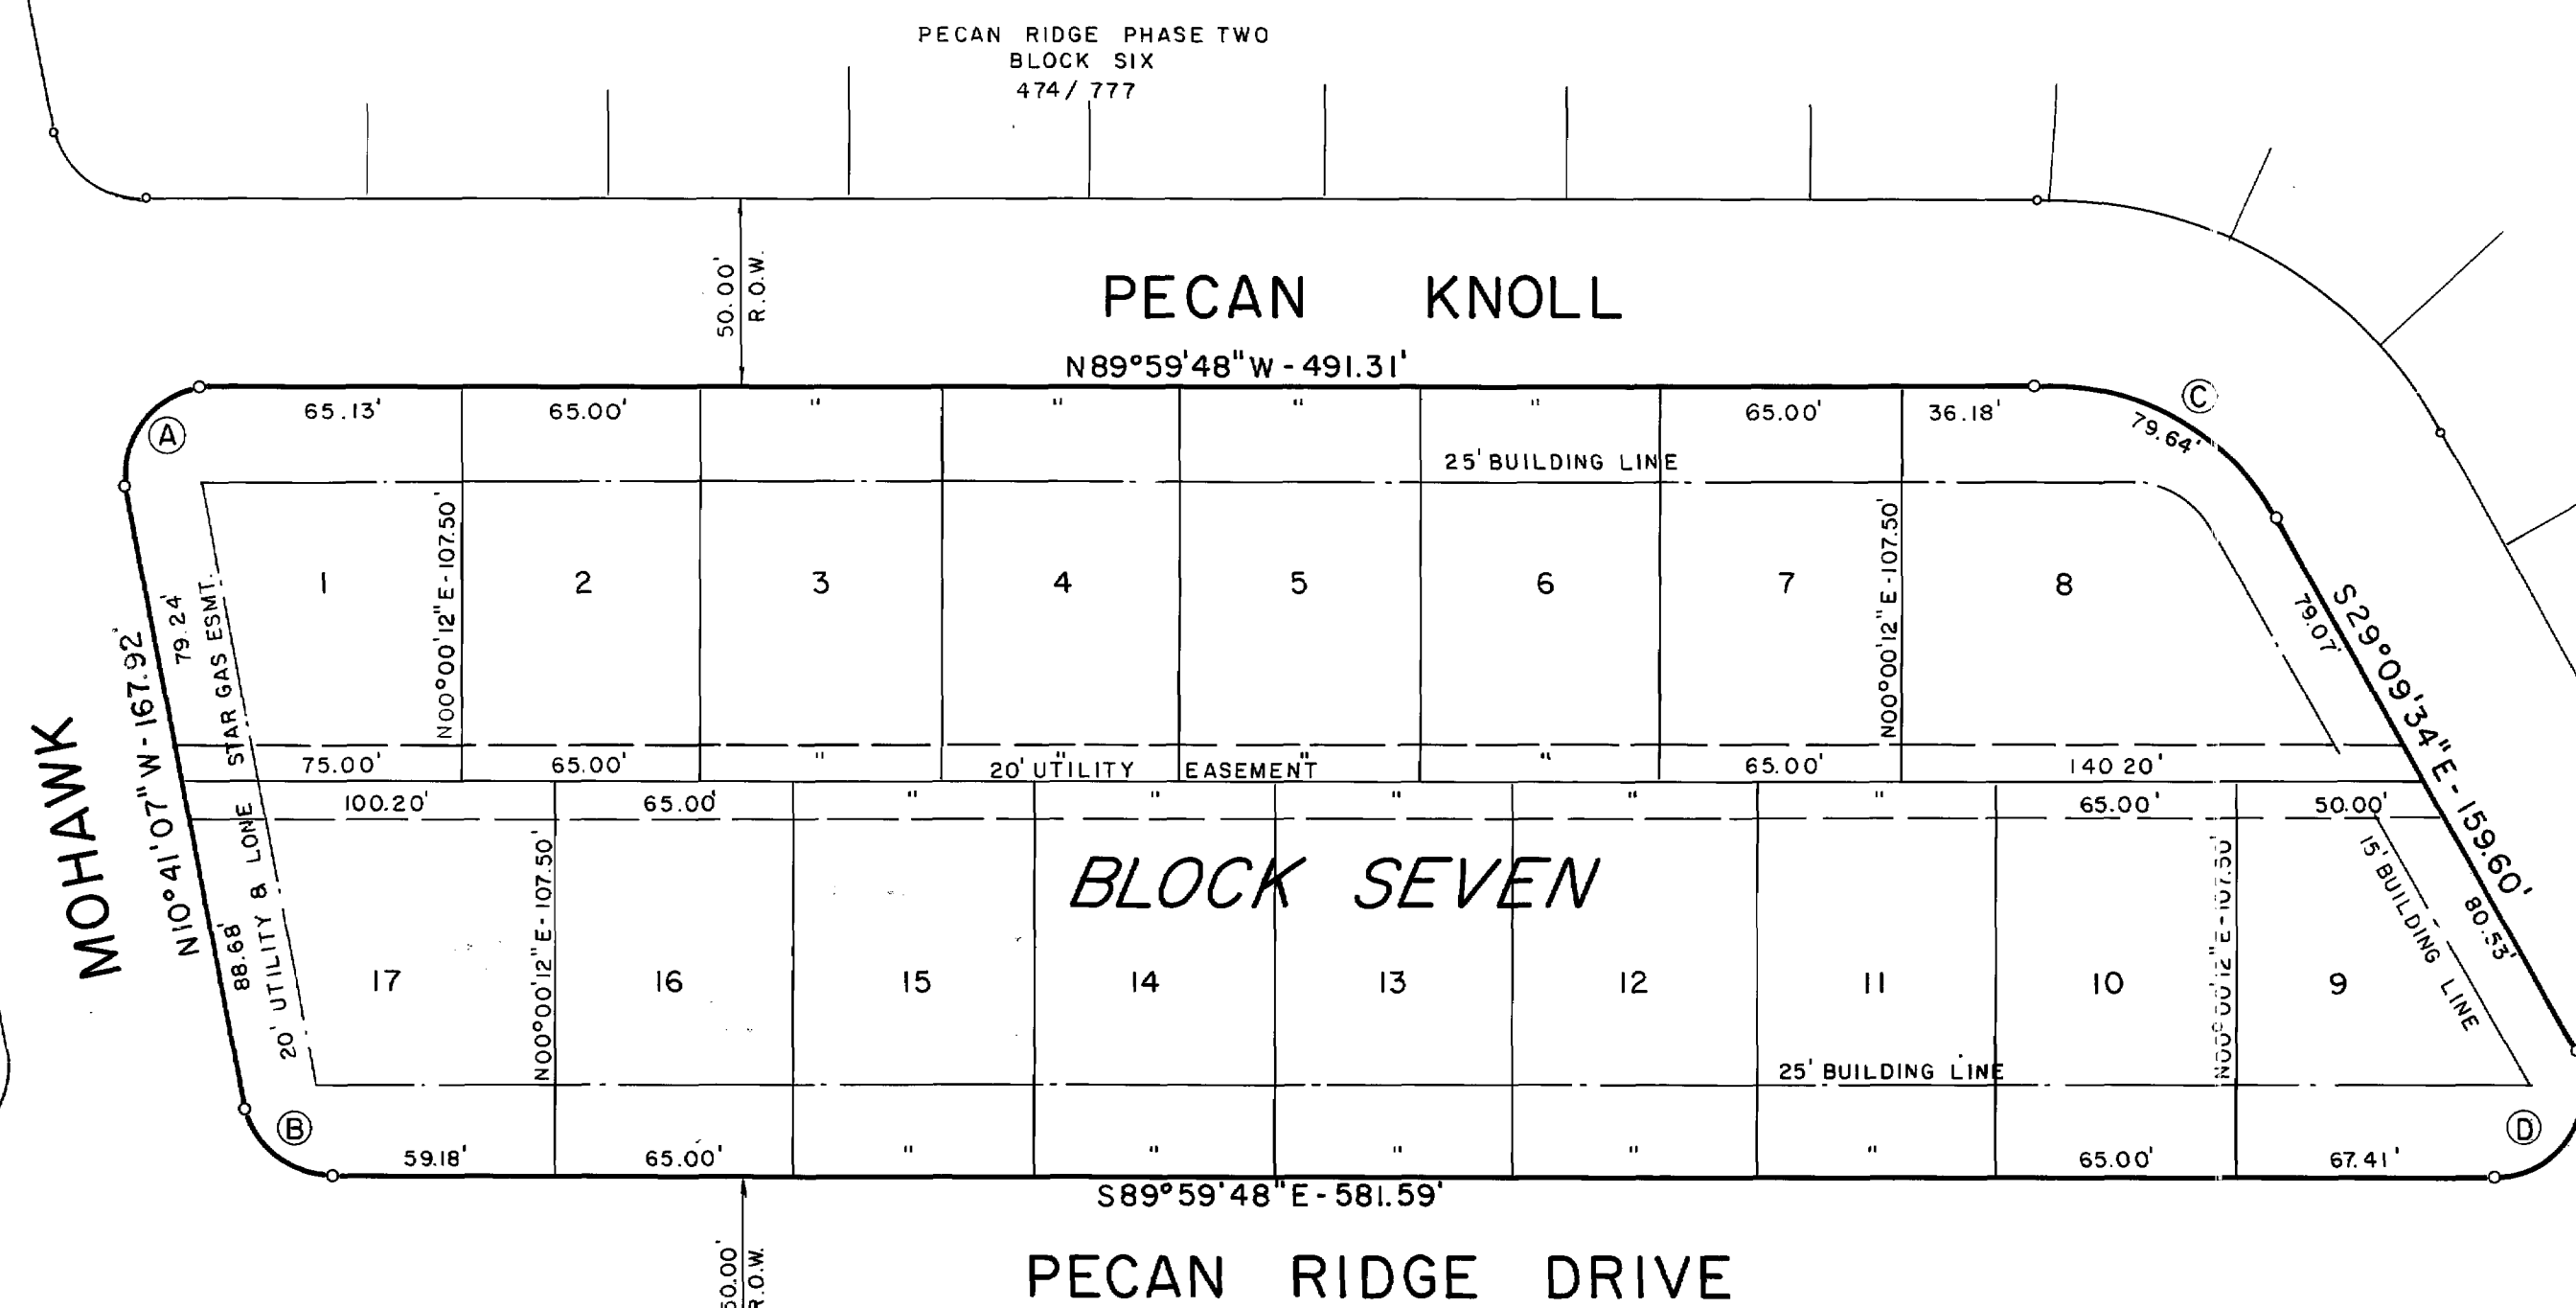 PECAN RIDGE PHASE TWO
BLOCK SIX
474/ 777
50.00'
R.O.W.
PECAN KNOLL
N89°59'48"W - 491.31'
A
65.13'
65.00'
"
"
"
"
65.00'
36.18'
C
79.64'
25' BUILDING LINE
N00°00'12"E - 107.50'
N00°00'12"E - 107.50'
1
2
3
4
5
6
7
8
79.24'
79.07'
S29°09'34"E - 159.60'
MOHAWK
N10°41'07"W - 167.92'
20' UTILITY & LONE STAR GAS ESMT.
75.00'
65.00'
"
"
"
"
65.00'
140 20'
20' UTILITY EASEMENT
100.20'
65.00'
"
"
"
"
"
65.00'
50.00'
88.68'
N00°00'12"E - 107.50'
BLOCK SEVEN
N00°00'12"E - 107.50'
15' BUILDING LINE
80.53'
17
16
15
14
13
12
11
10
9
25' BUILDING LINE
B
D
59.18'
65.00'
"
"
"
"
"
65.00'
67.41'
S89°59'48"E - 581.59'
50.00'
R.O.W.
PECAN RIDGE DRIVE